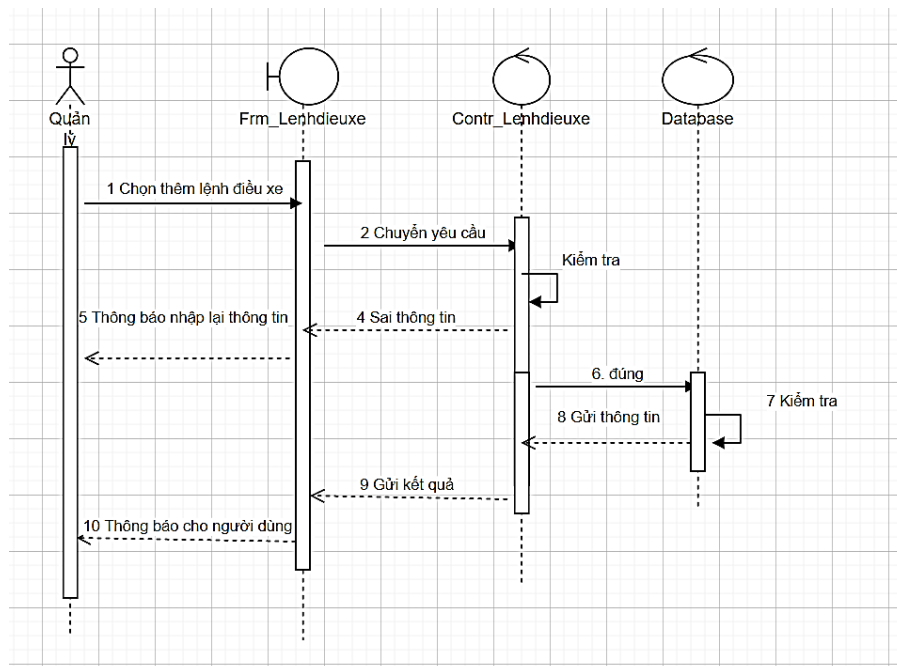 Quản
lý
Frm_Lenhdieuxe
Contr_Lenhdieuxe
Database
1 Chọn thêm lệnh điều xe
2 Chuyển yêu cầu
Kiểm tra
5 Thông báo nhập lại thông tin
4 Sai thông tin
6. đúng
7 Kiểm tra
8 Gửi thông tin
9 Gửi kết quả
10 Thông báo cho người dùng